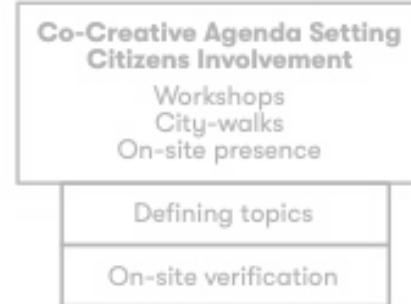 Co-Creative Agenda Setting
Citizens Involvement
Workshops
City-walks
On-site presence
Defining topics
On-site verification